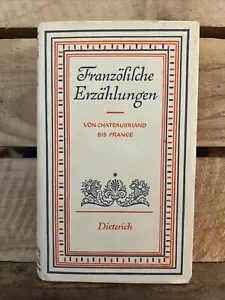 Französische
Erzählungen
VON CHATEAUBRIAND
BIS FRANCE
Dieterich